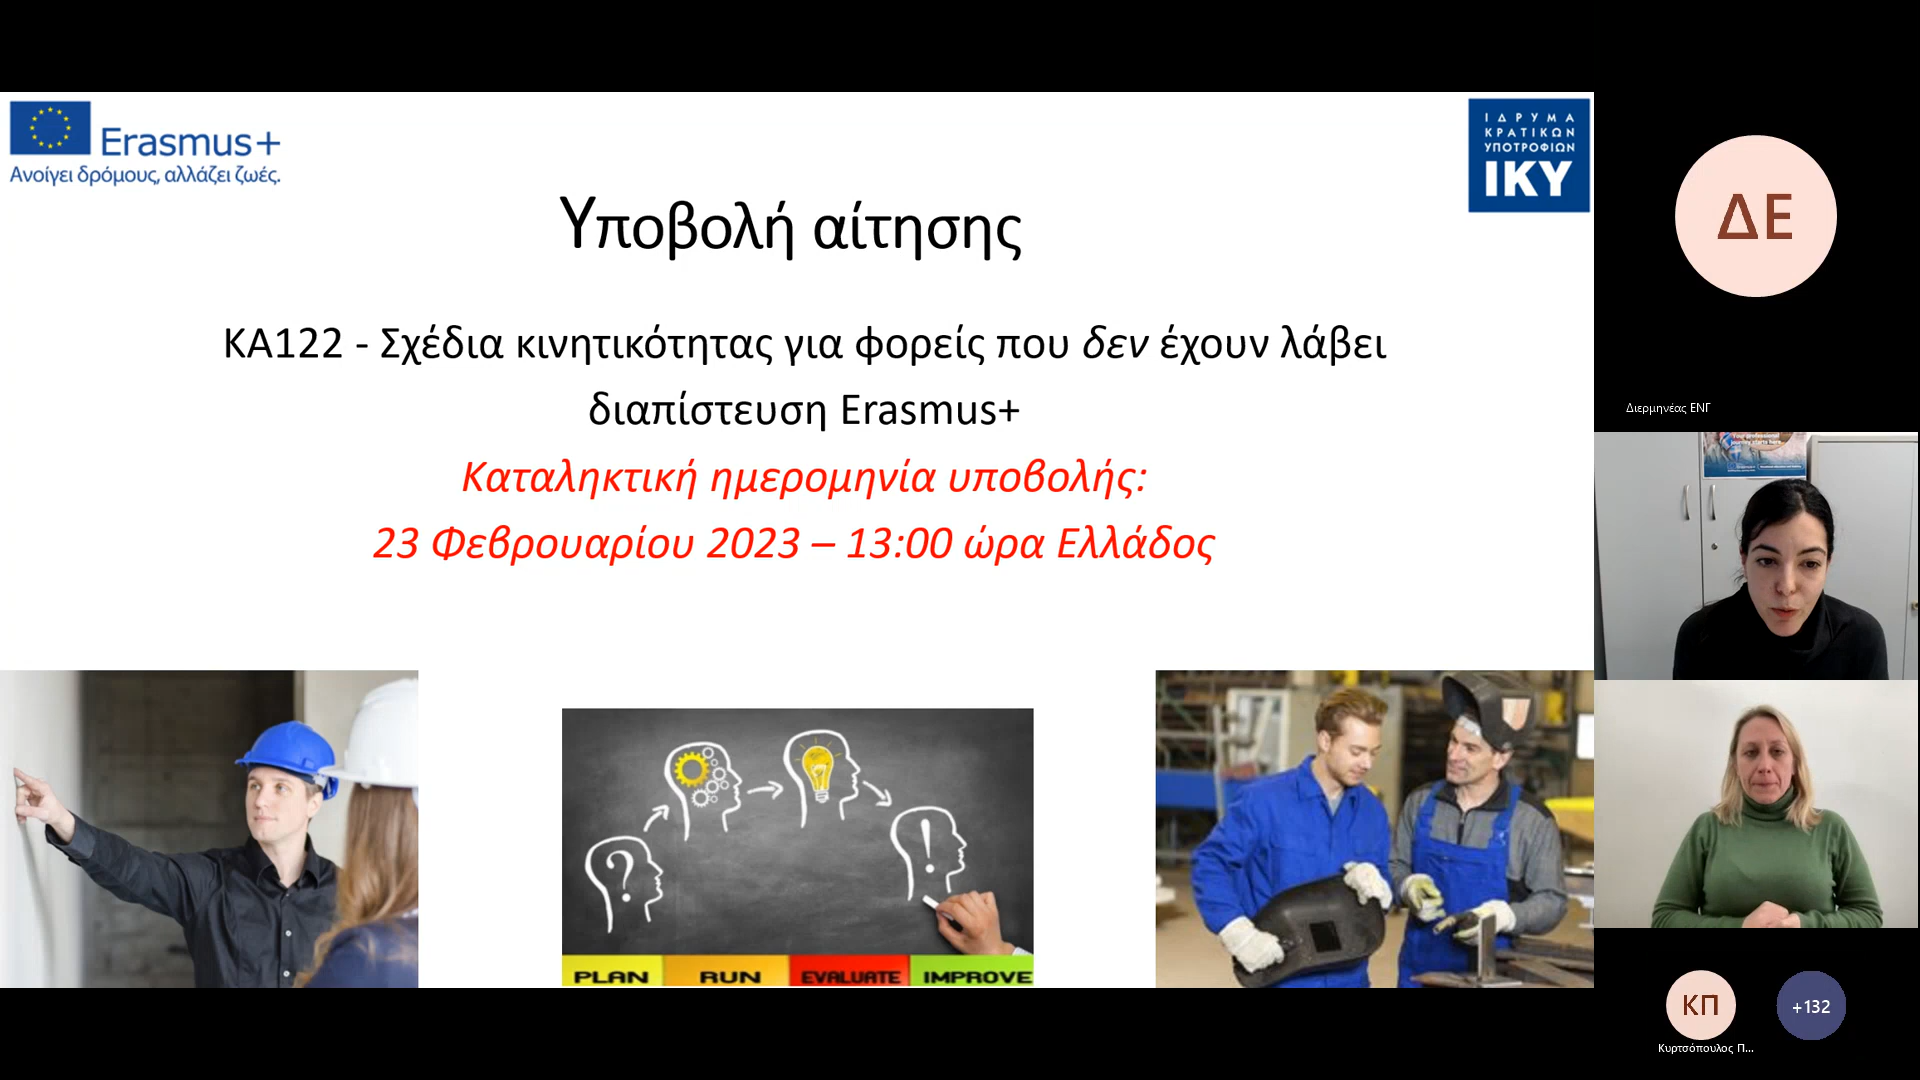 Erasmus+
Ανοίγει δρόμους, αλλάζει ζωές.
ΙΔΡΥΜΑ
ΚΡΑΤΙΚΩΝ
ΥΠΟΤΡΟΦΙΩΝ
ΙΚΥ
Υποβολή αίτησης
ΚΑ122 - Σχέδια κινητικότητας για φορείς που δεν έχουν λάβει
διαπίστευση Erasmus+
Καταληκτική ημερομηνία υποβολής:
23 Φεβρουαρίου 2023 – 13:00 ώρα Ελλάδος
PLAN RUN EVALUATE IMPROVE
ΔΕ
Διερμηνέας ΕΝΓ
ΚΠ
+132
Κυρτσόπουλος Π...